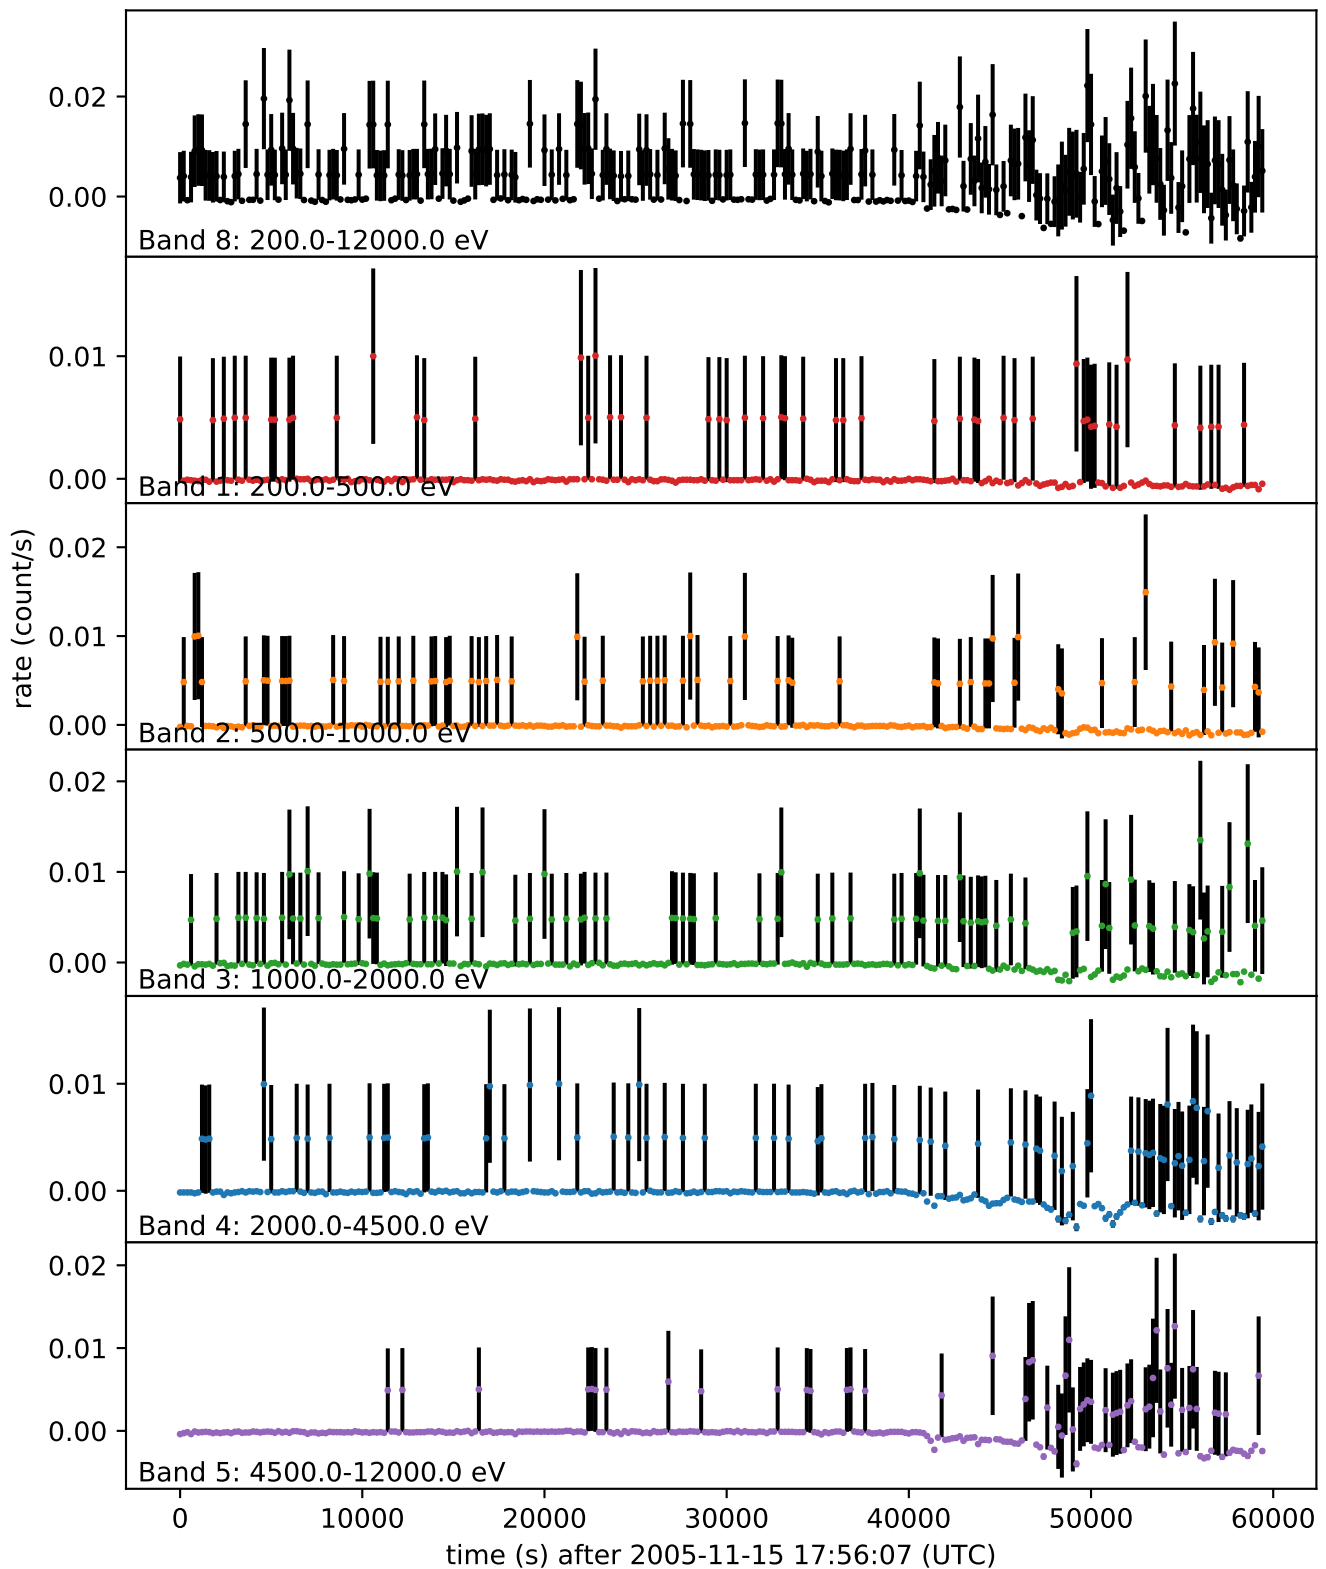 0.02
0.00
Band 8: 200.0-12000.0 eV
0.01
0.00
Band 1: 200.0-500.0 eV
0.02
0.01
0.00
Band 2: 500.0-1000.0 eV
rate (count/s)
0.02
0.01
0.00
Band 3: 1000.0-2000.0 eV
0.01
0.00
Band 4: 2000.0-4500.0 eV
0.02
0.01
0.00
Band 5: 4500.0-12000.0 eV
0 10000 20000 30000 40000 50000 60000
time (s) after 2005-11-15 17:56:07 (UTC)